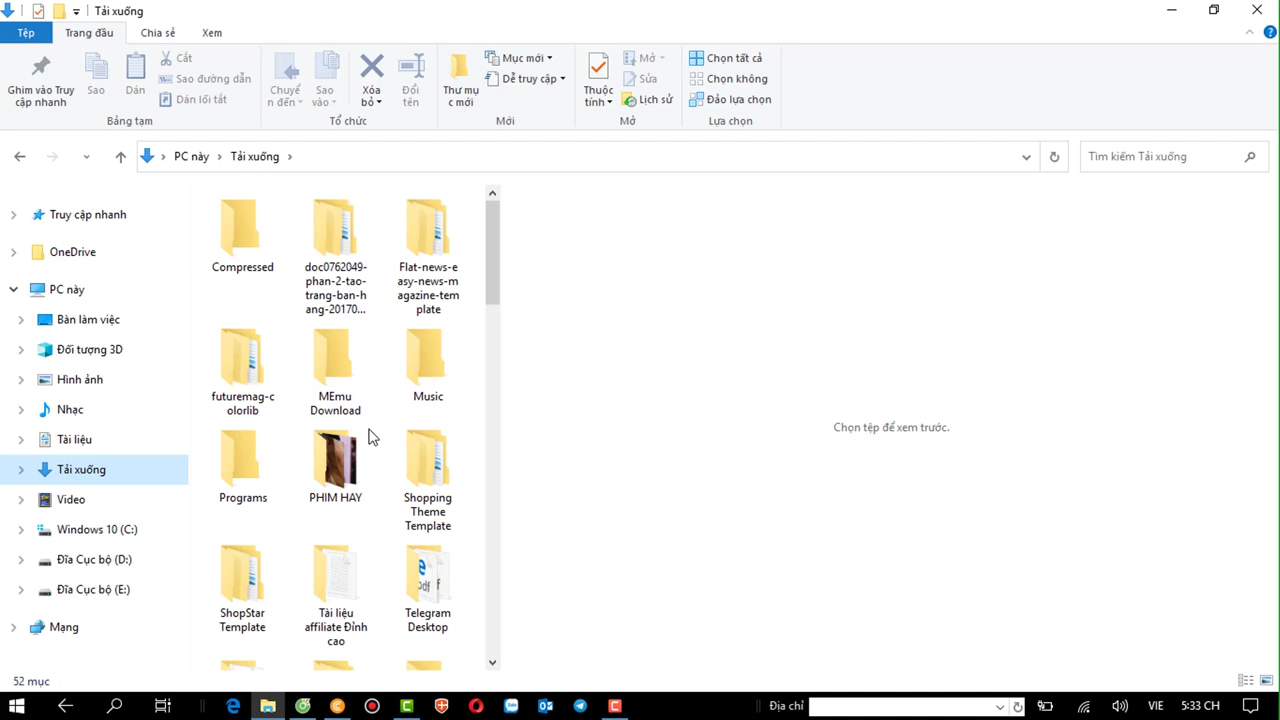 Tải xuống
Tệp
Trang đầu
Chia sẻ
Xem
Ghim vào Truy
cập nhanh
Sao
Dán
Cắt
Sao đường dẫn
Dán lối tắt
Bảng tạm
Chuyể
n đến
Sao
vào
Xóa
bỏ
Đổi
tên
Tổ chức
Thư mụ
c mới
Mục mới
Dễ truy cập
Mới
Thuộc
tính
Mở
Sửa
Lịch sử
Mở
Chọn tất cả
Chọn không
Đảo lựa chọn
Lựa chọn
PC này
Tải xuống
Tìm kiếm Tải xuống
Truy cập nhanh
OneDrive
PC này
Bàn làm việc
Đối tượng 3D
Hình ảnh
Nhạc
Tài liệu
Tải xuống
Video
Windows 10 (C:)
Đĩa Cục bộ (D:)
Đĩa Cục bộ (E:)
Mạng
Compressed
doc0762049-
phan-2-tao-
trang-ban-h
ang-20170...
Flat-news-e
asy-news-m
agazine-tem
plate
futuremag-c
olorlib
MEmu
Download
Music
Programs
PHIM HAY
Shopping
Theme
Template
ShopStar
Template
Tài liệu
affiliate Đỉnh
cao
Telegram
Desktop
Chọn tệp để xem trước.
52 mục
Địa chỉ
VIE
5:33 CH